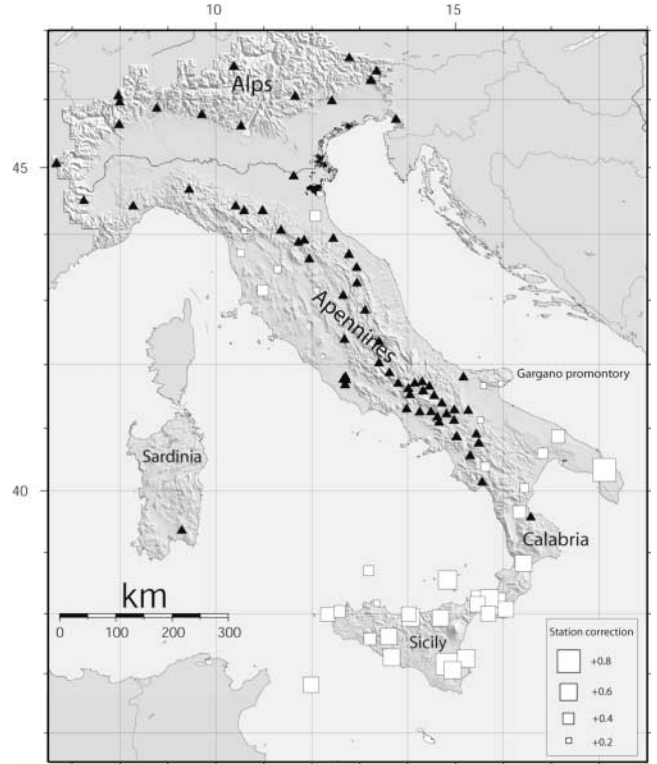 10 15
45
40
Alps
Apennines
Gargano promontory
Sardinia
Calabria
Sicily
km
0 100 200 300
Station correction
+0.8
+0.6
+0.4
+0.2